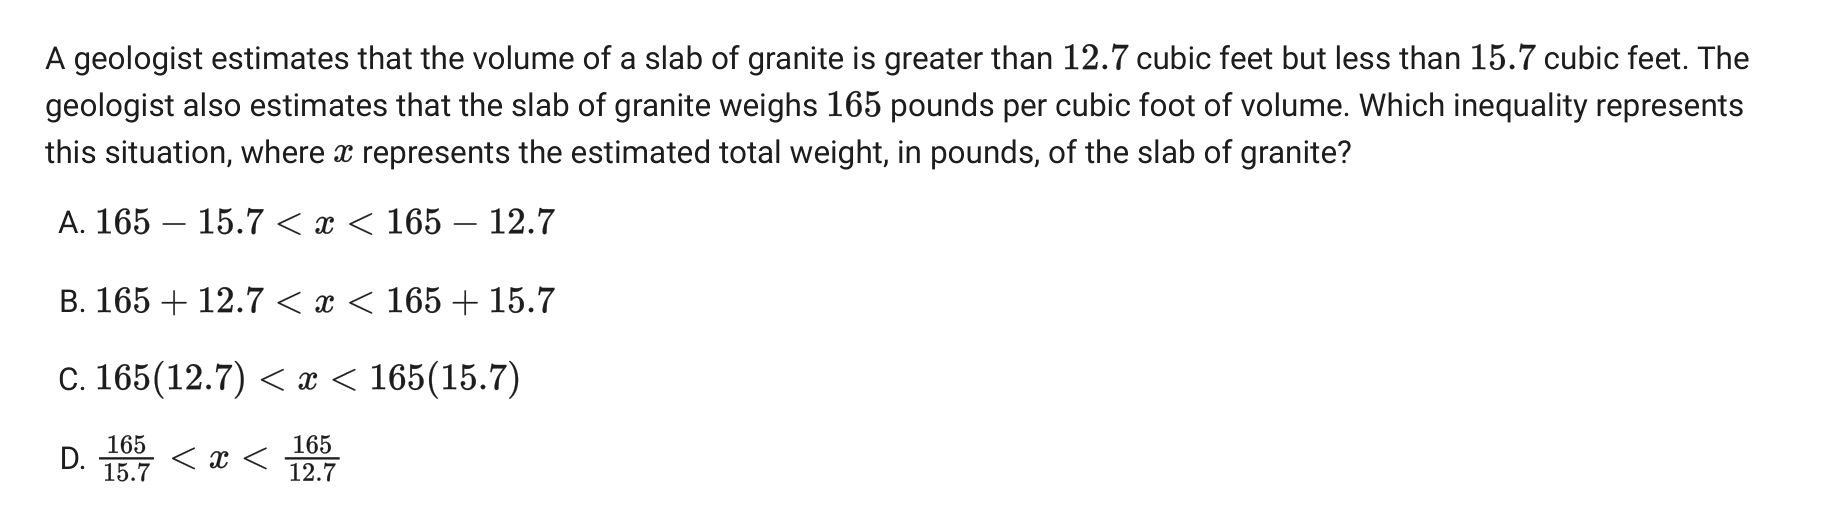 A geologist estimates that the volume of a slab of granite is greater than 12.7 cubic feet but less than 15.7 cubic feet. The
geologist also estimates that the slab of granite weighs 165 pounds per cubic foot of volume. Which inequality represents
this situation, where x represents the estimated total weight, in pounds, of the slab of granite?
A. 165 − 15.7 < x < 165 − 12.7
B. 165 + 12.7 < x < 165 + 15.7
C. 165(12.7) < x < 165(15.7)
D. 165/15.7 < x < 165/12.7